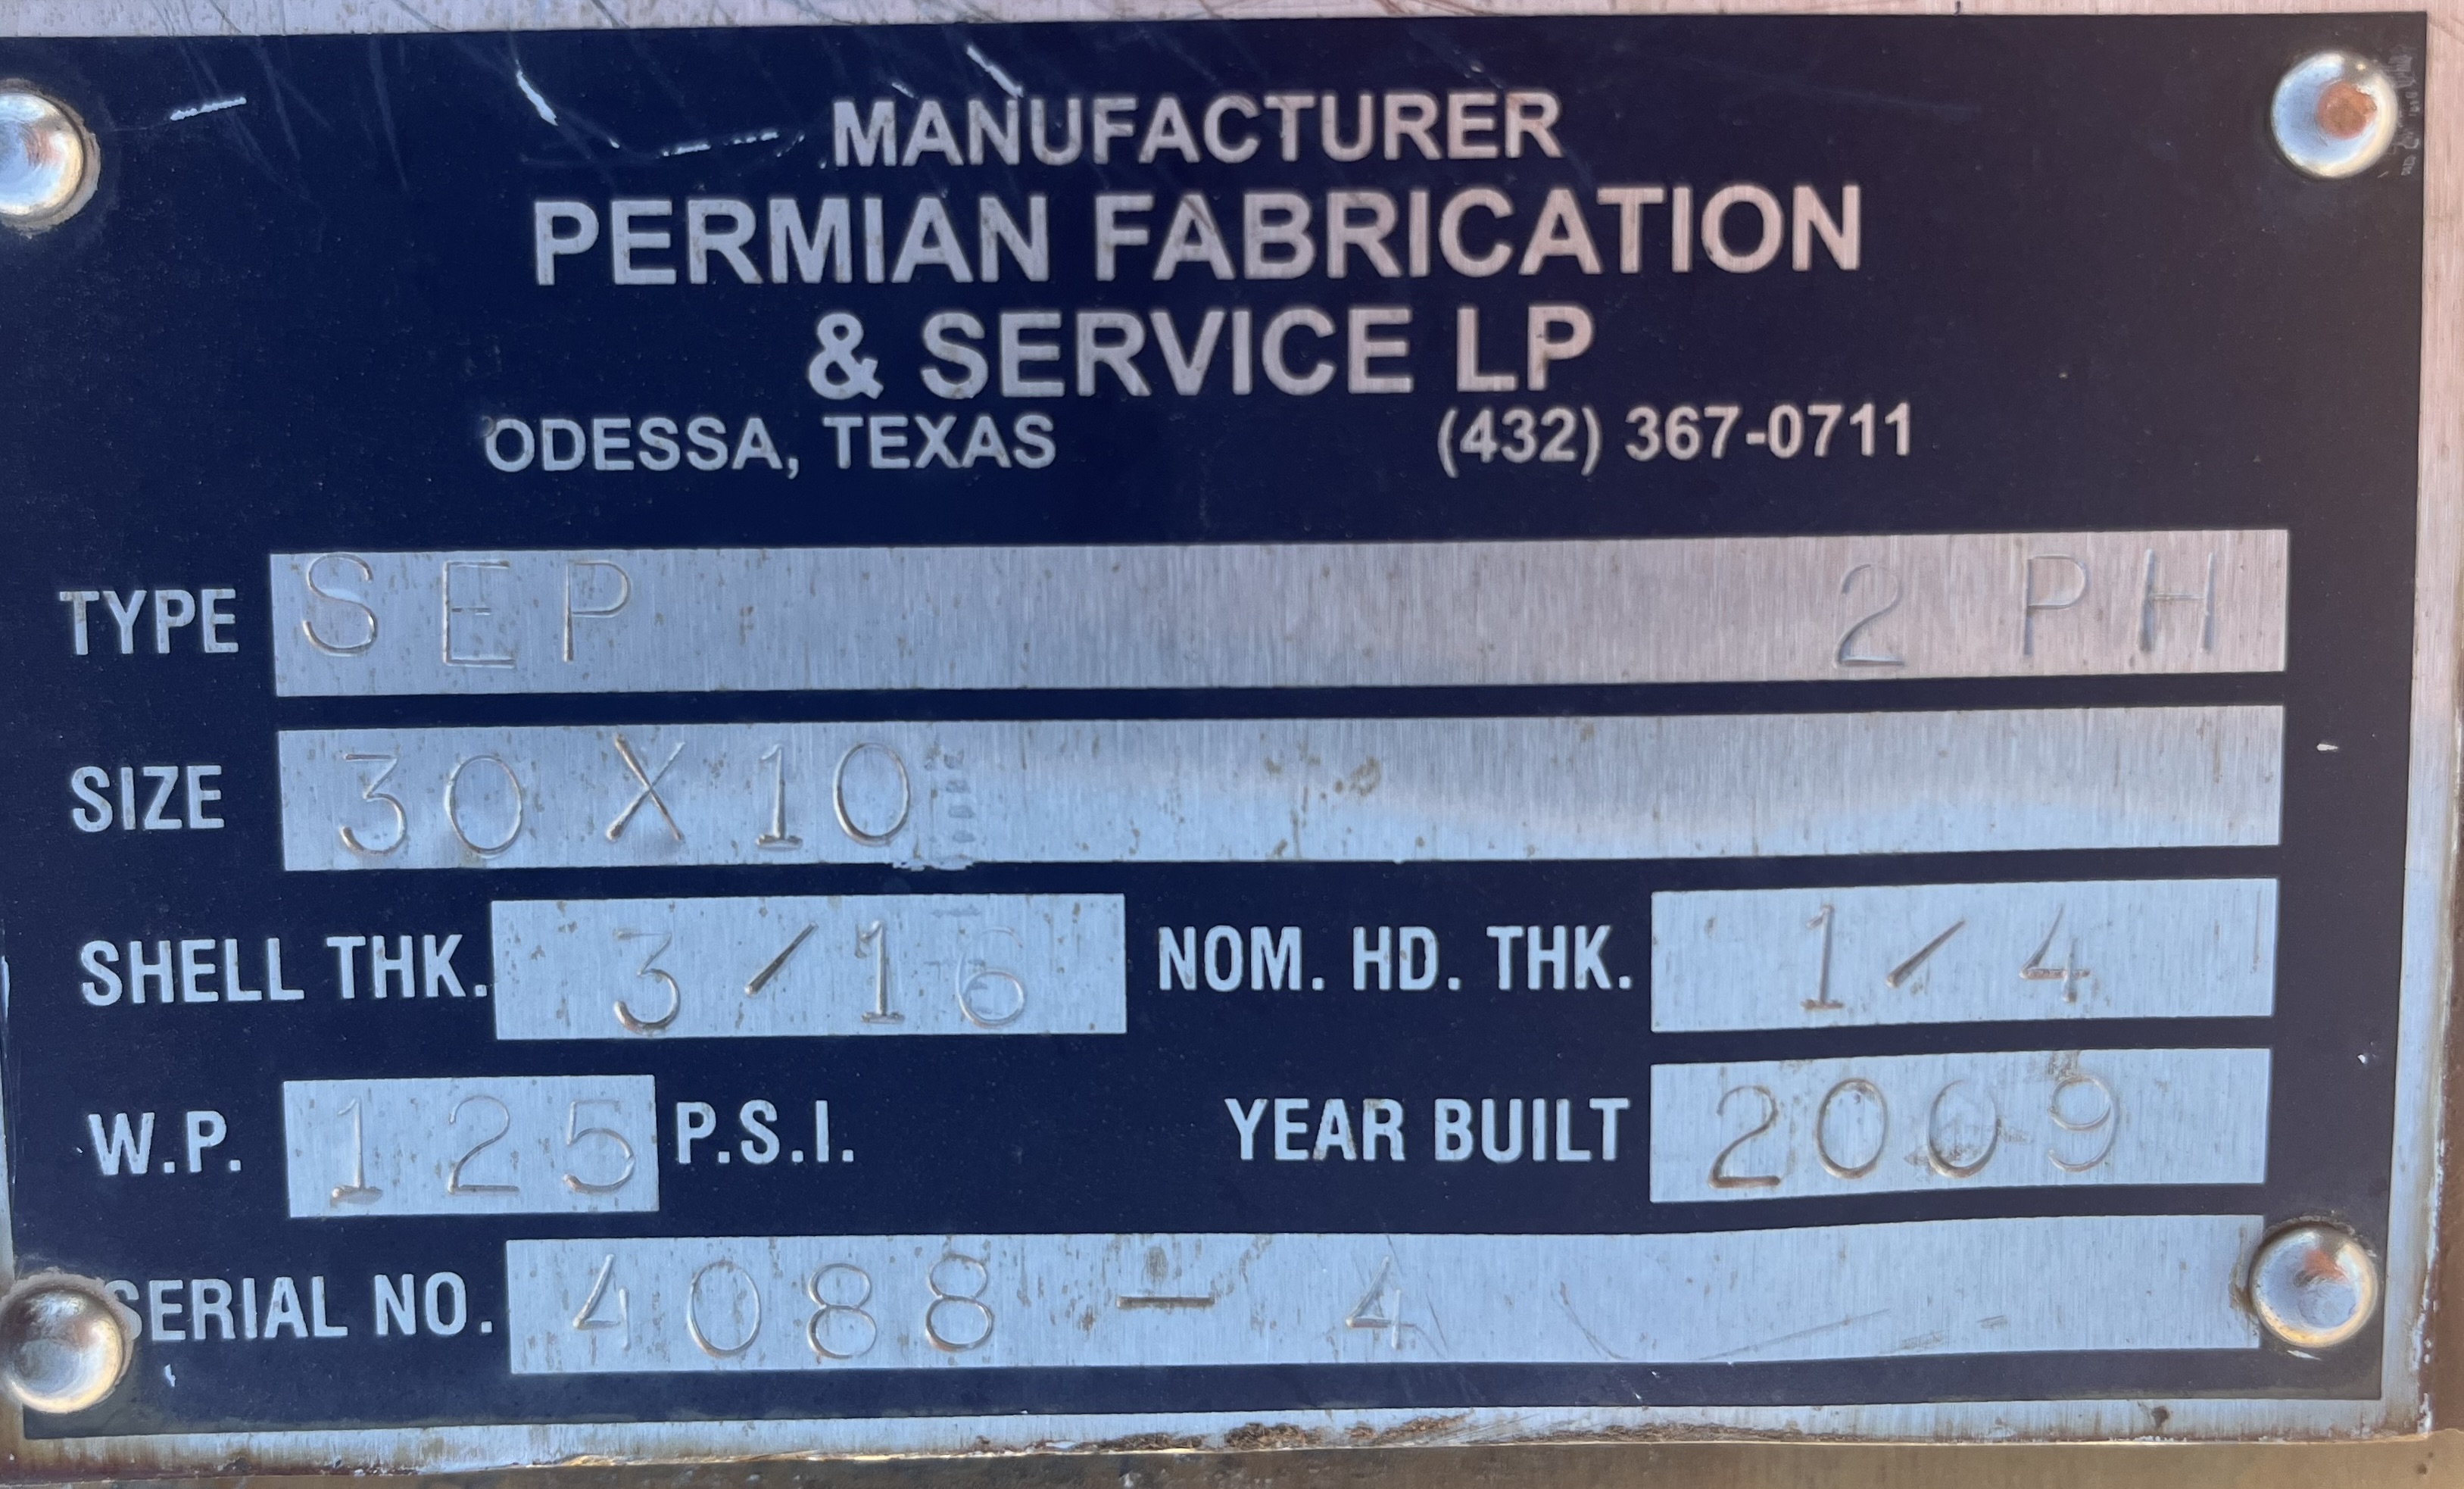 MANUFACTURER
PERMIAN FABRICATION
& SERVICE LP
ODESSA, TEXAS (432) 367-0711
TYPE SEP 2 PH
SIZE 30 X 10
SHELL THK. 3/16 NOM. HD. THK. 1/4
W.P. 125 P.S.I. YEAR BUILT 2009
SERIAL NO. 4088 - 4